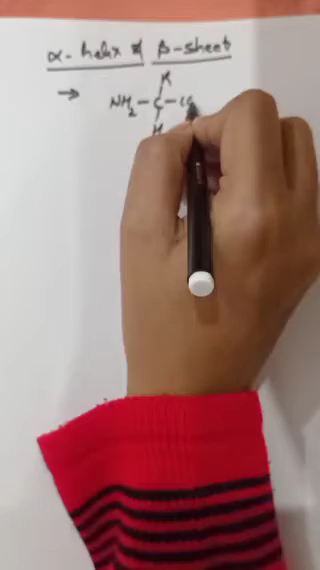 α-helix & β-sheet
→ R
NH₂-C-C
H